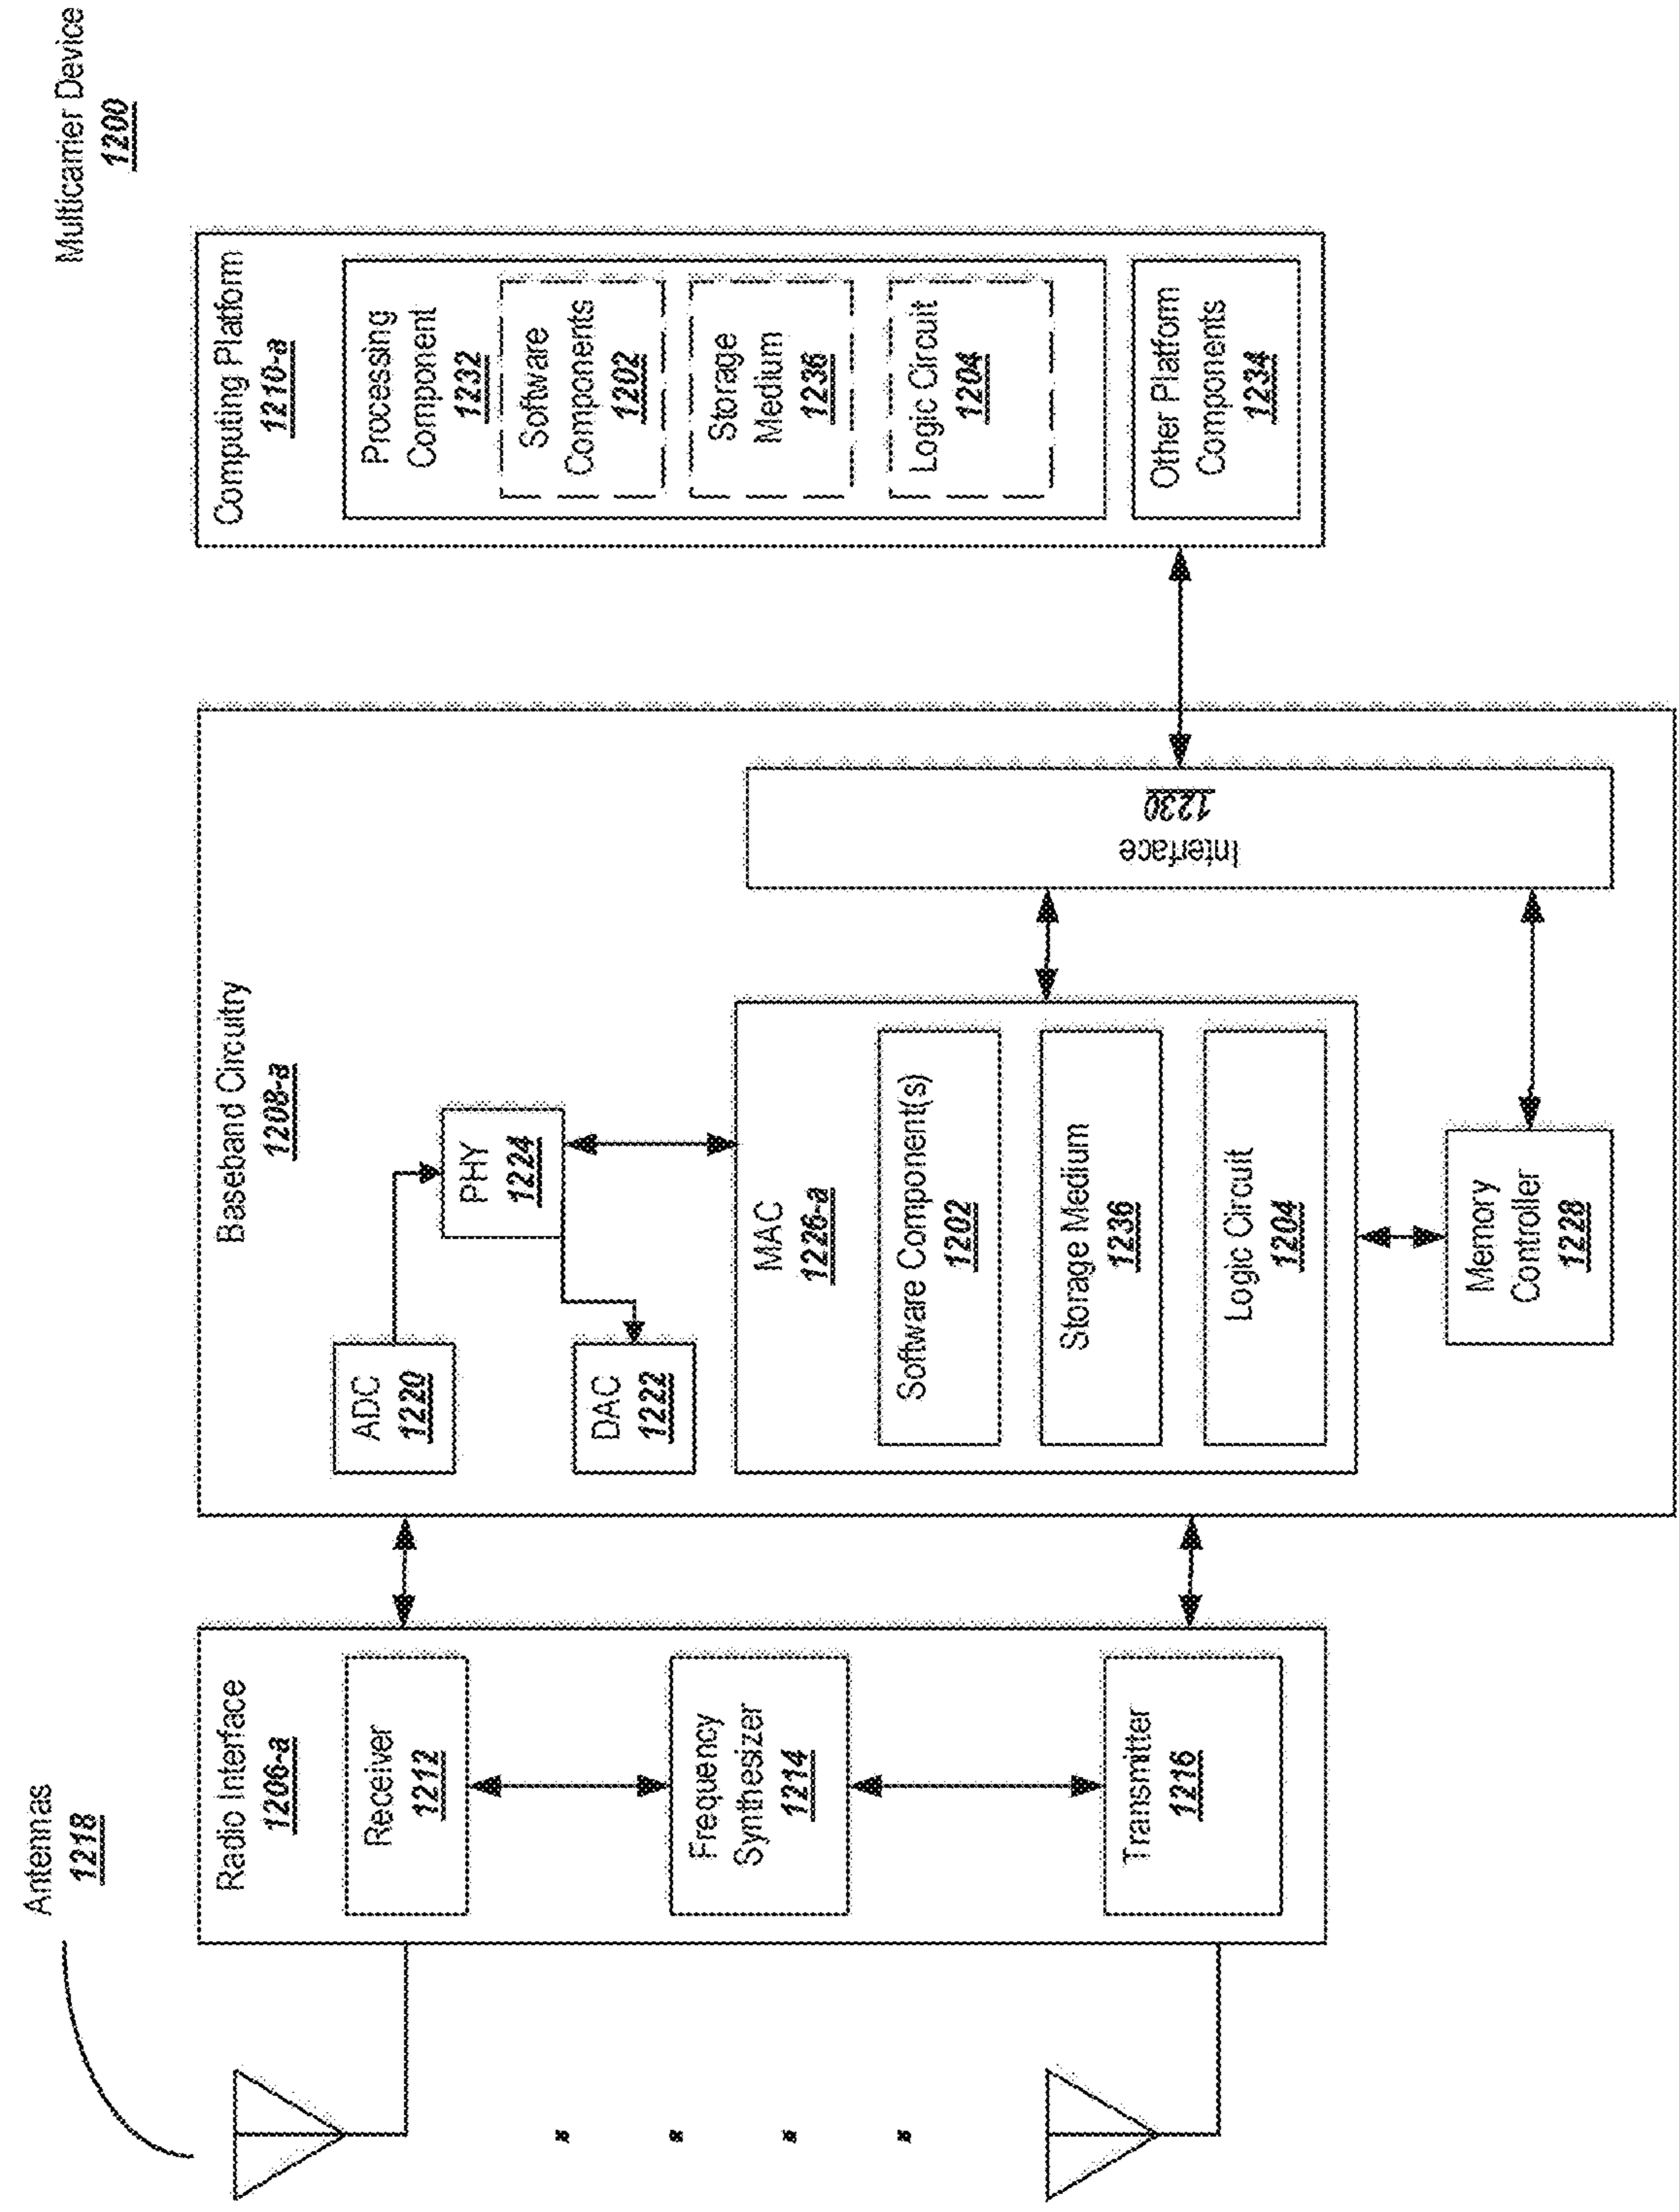 Multicarrier Device
1200
Antennas
1218
Radio Interface
1206-a
Receiver
1212
Frequency
Synthesizer
1214
Transmitter
1216
Baseband Circuitry
1208-a
ADC
1220
PHY
1224
DAC
1222
MAC
1226-a
Software Component(s)
1202
Storage Medium
1236
Logic Circuit
1204
Memory
Controller
1228
Interface
1230
Computing Platform
1210-a
Processing
Component
1232
Software
Components
1202
Storage
Medium
1236
Logic Circuit
1204
Other Platform
Components
1234